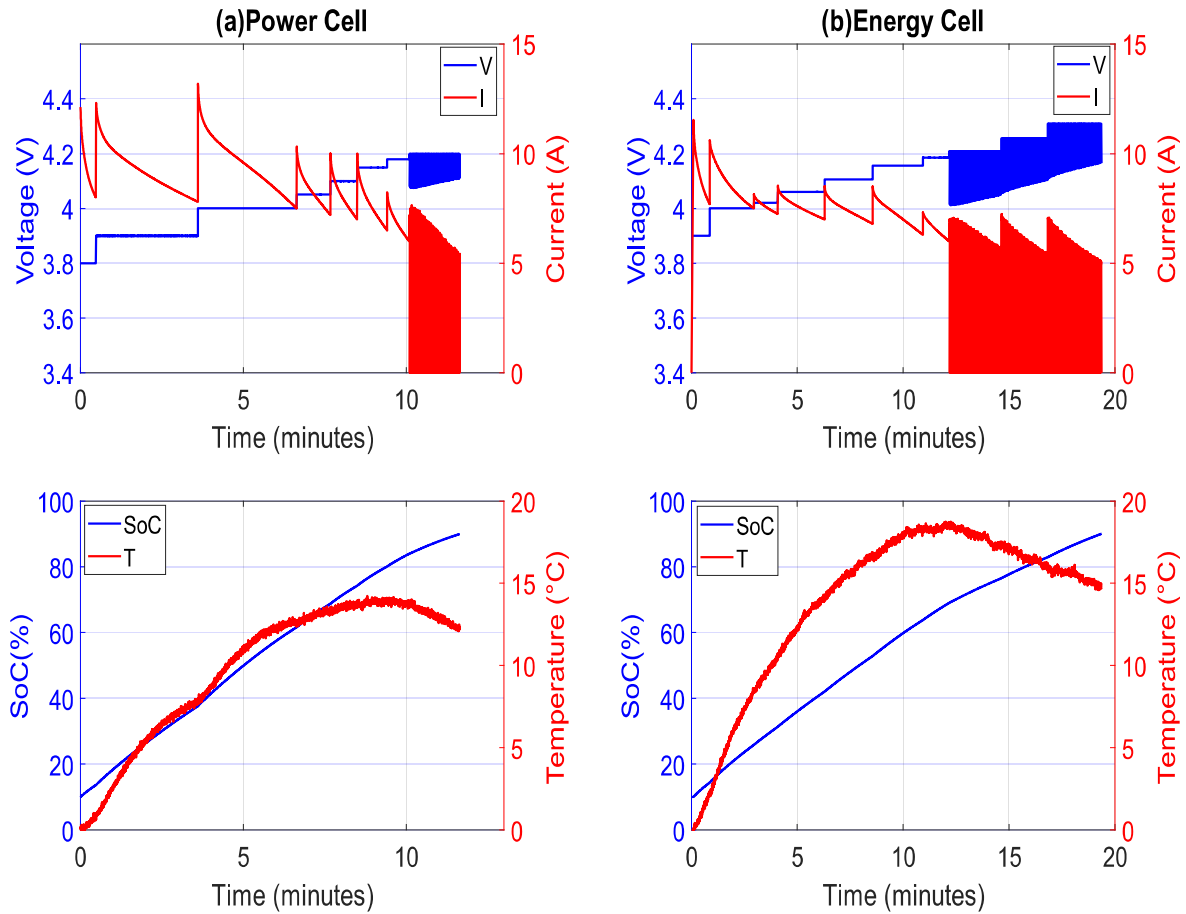 (a)Power Cell
V
I
Voltage (V)
4.4
4.2
4
3.8
3.6
3.4
15
10
5
0
Current (A)
0
5
10
Time (minutes)
(b)Energy Cell
V
I
Voltage (V)
4.4
4.2
4
3.8
3.6
3.4
15
10
5
0
Current (A)
0
5
10
15
20
Time (minutes)
SoC
T
SoC(%)
100
80
60
40
20
0
20
15
10
5
0
Temperature (°C)
0
5
10
Time (minutes)
SoC
T
SoC(%)
100
80
60
40
20
0
20
15
10
5
0
Temperature (°C)
0
5
10
15
20
Time (minutes)